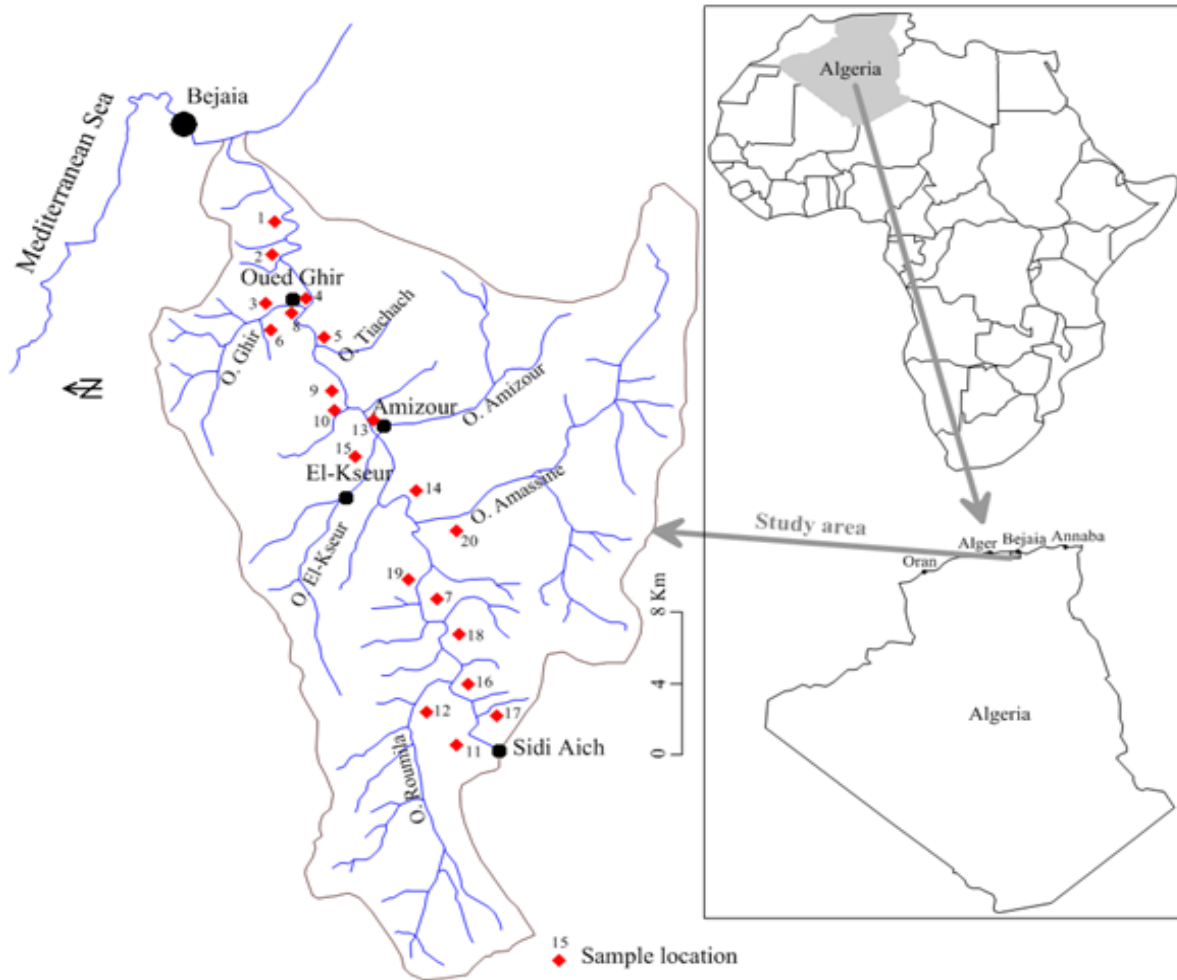 Bejaia
Mediterranean Sea
1
2
Oued Ghir
3
4
8
6
5
O. Ghir
O. Tiachach
N
9
10
Amizour
13
O. Amizour
15
El-Kseur
14
O. Amassine
20
O. El-Kseur
19
7
18
16
12
17
11
Sidi Aich
O. Roumila
0
4
8 Km
15
Sample location
Algeria
Study area
Alger
Bejaia
Annaba
Oran
Algeria